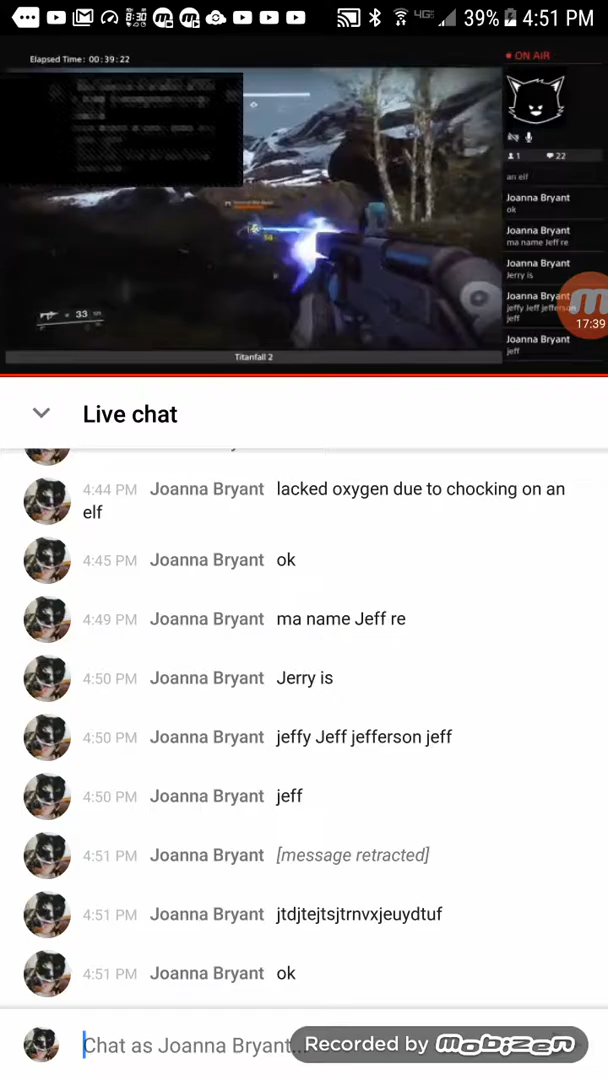 8:30
4G
39%
4:51 PM
Elapsed Time: 00:39:22
ON AIR
1 22
an elf
Joanna Bryant
ok
Joanna Bryant
ma name Jeff re
Joanna Bryant
Jerry is
Joanna Bryant
jeffy Jeff jefferson
jeff
Joanna Bryant
jeff
33
17:39
Titanfall 2
Live chat
4:44 PM Joanna Bryant lacked oxygen due to chocking on an
elf
4:45 PM Joanna Bryant ok
4:49 PM Joanna Bryant ma name Jeff re
4:50 PM Joanna Bryant Jerry is
4:50 PM Joanna Bryant jeffy Jeff jefferson jeff
4:50 PM Joanna Bryant jeff
4:51 PM Joanna Bryant [message retracted]
4:51 PM Joanna Bryant jtdjtejtsjtrnvxjeuydtuf
4:51 PM Joanna Bryant ok
Chat as Joanna Bryant...
Recorded by Mobizen